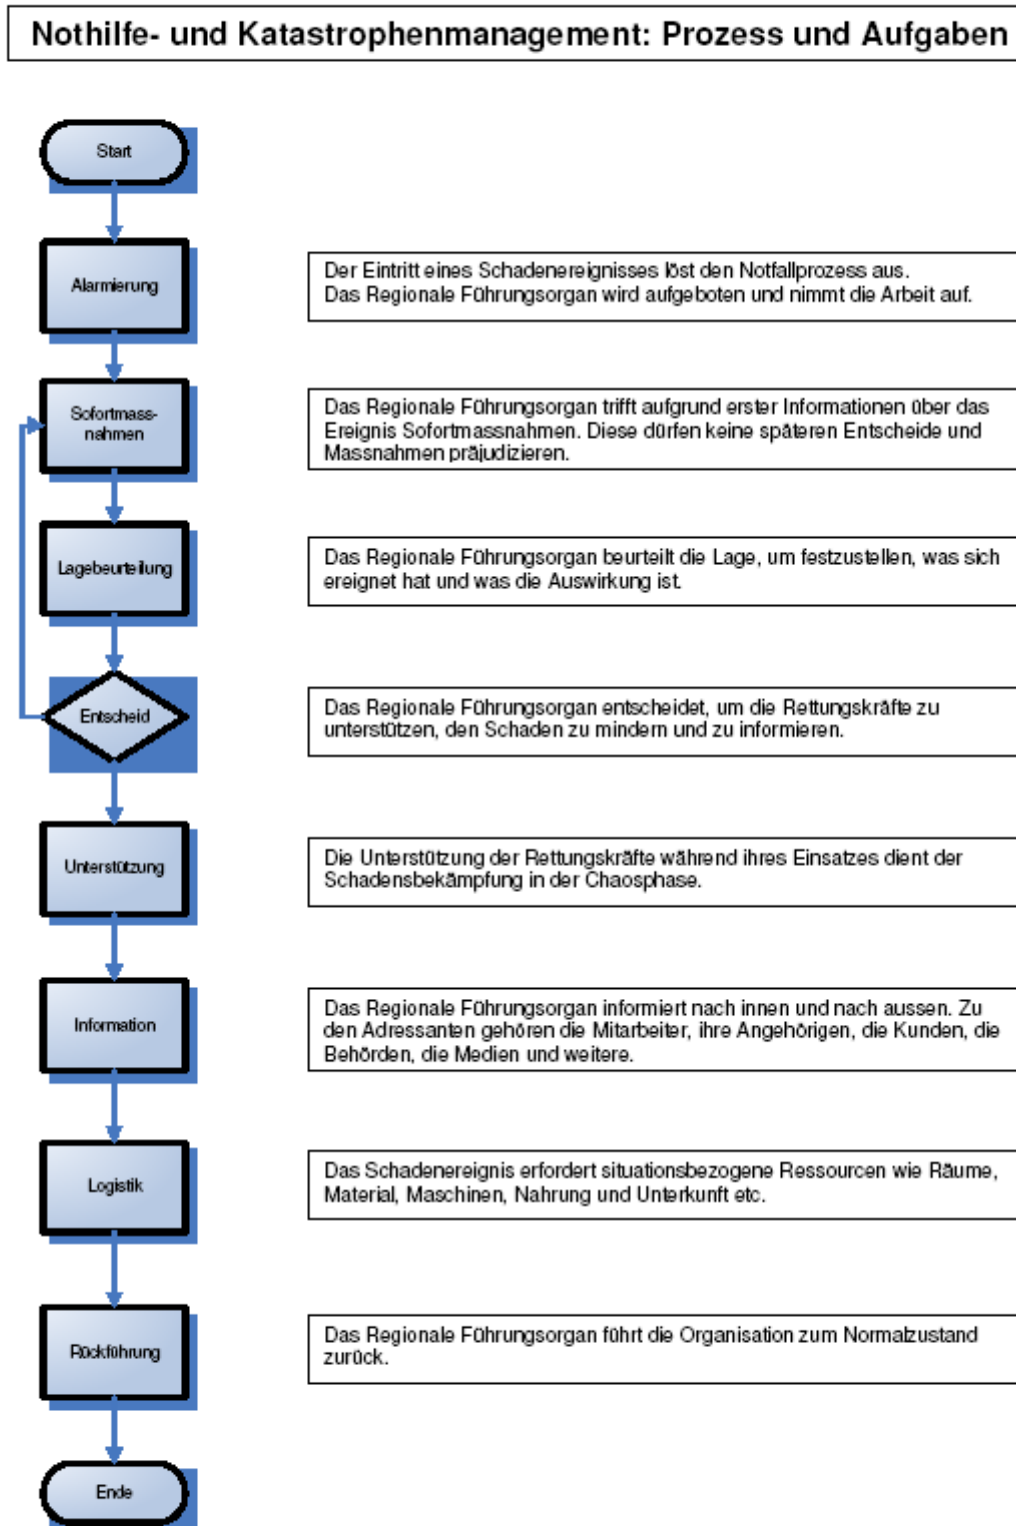 Nothilfe- und Katastrophenmanagement: Prozess und Aufgaben
Start
Alarmierung
Der Eintritt eines Schadenereignisses löst den Notfallprozess aus.
Das Regionale Führungsorgan wird aufgeboten und nimmt die Arbeit auf.
Sofortmass-
nahmen
Das Regionale Führungsorgan trifft aufgrund erster Informationen über das
Ereignis Sofortmassnahmen. Diese dürfen keine späteren Entscheide und
Massnahmen präjudizieren.
Lagebeurteilung
Das Regionale Führungsorgan beurteilt die Lage, um festzustellen, was sich
ereignet hat und was die Auswirkung ist.
Entscheid
Das Regionale Führungsorgan entscheidet, um die Rettungskräfte zu
unterstützen, den Schaden zu mindern und zu informieren.
Unterstützung
Die Unterstützung der Rettungskräfte während ihres Einsatzes dient der
Schadensbekämpfung in der Chaosphase.
Information
Das Regionale Führungsorgan informiert nach innen und nach aussen. Zu
den Adressanten gehören die Mitarbeiter, ihre Angehörigen, die Kunden, die
Behörden, die Medien und weitere.
Logistik
Das Schadenereignis erfordert situationsbezogene Ressourcen wie Räume,
Material, Maschinen, Nahrung und Unterkunft etc.
Rückführung
Das Regionale Führungsorgan führt die Organisation zum Normalzustand
zurück.
Ende